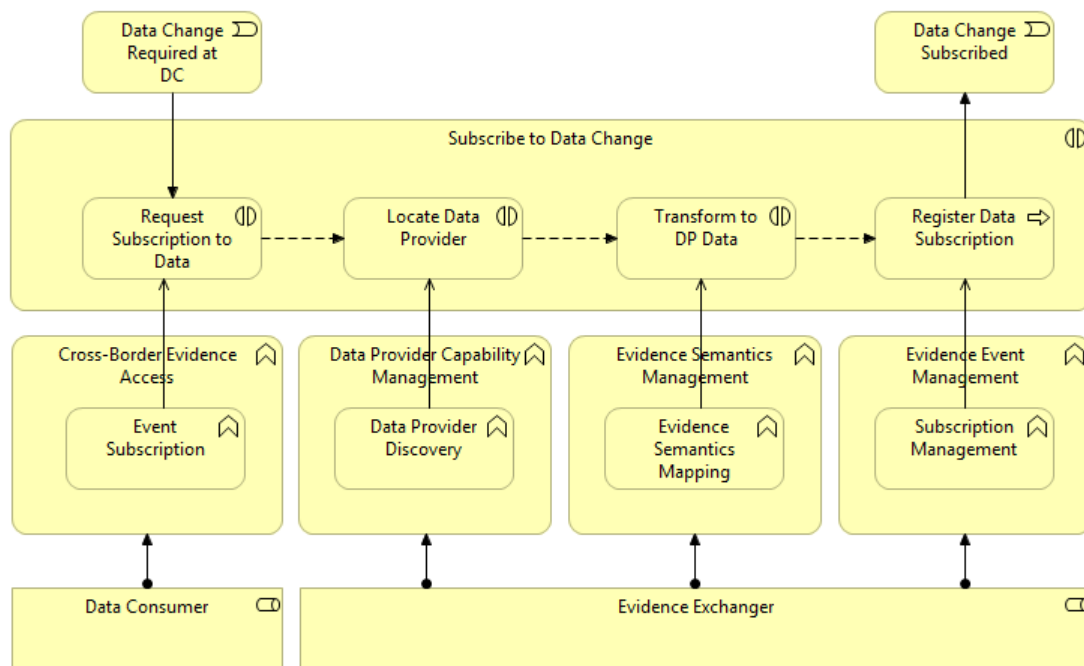 Data Change
Required at
DC
Data Change
Subscribed
Subscribe to Data Change
Request
Subscription to
Data
Locate Data
Provider
Transform to
DP Data
Register Data
Subscription
Cross-Border Evidence
Access
Data Provider Capability
Management
Evidence Semantics
Management
Evidence Event
Management
Event
Subscription
Data Provider
Discovery
Evidence
Semantics
Mapping
Subscription
Management
Data Consumer
Evidence Exchanger